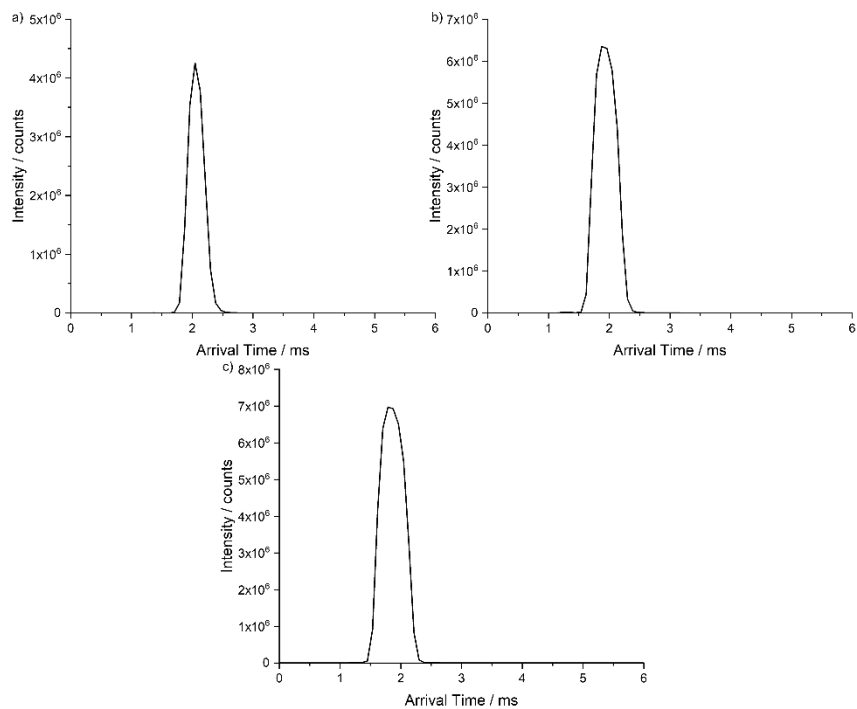 a)
5x10⁶
4x10⁶
3x10⁶
2x10⁶
1x10⁶
0
Intensity / counts
0 1 2 3 4 5 6
Arrival Time / ms
b)
7x10⁶
6x10⁶
5x10⁶
4x10⁶
3x10⁶
2x10⁶
1x10⁶
0
Intensity / counts
0 1 2 3 4 5 6
Arrival Time / ms
c)
8x10⁶
7x10⁶
6x10⁶
5x10⁶
4x10⁶
3x10⁶
2x10⁶
1x10⁶
0
Intensity / counts
0 1 2 3 4 5 6
Arrival Time / ms